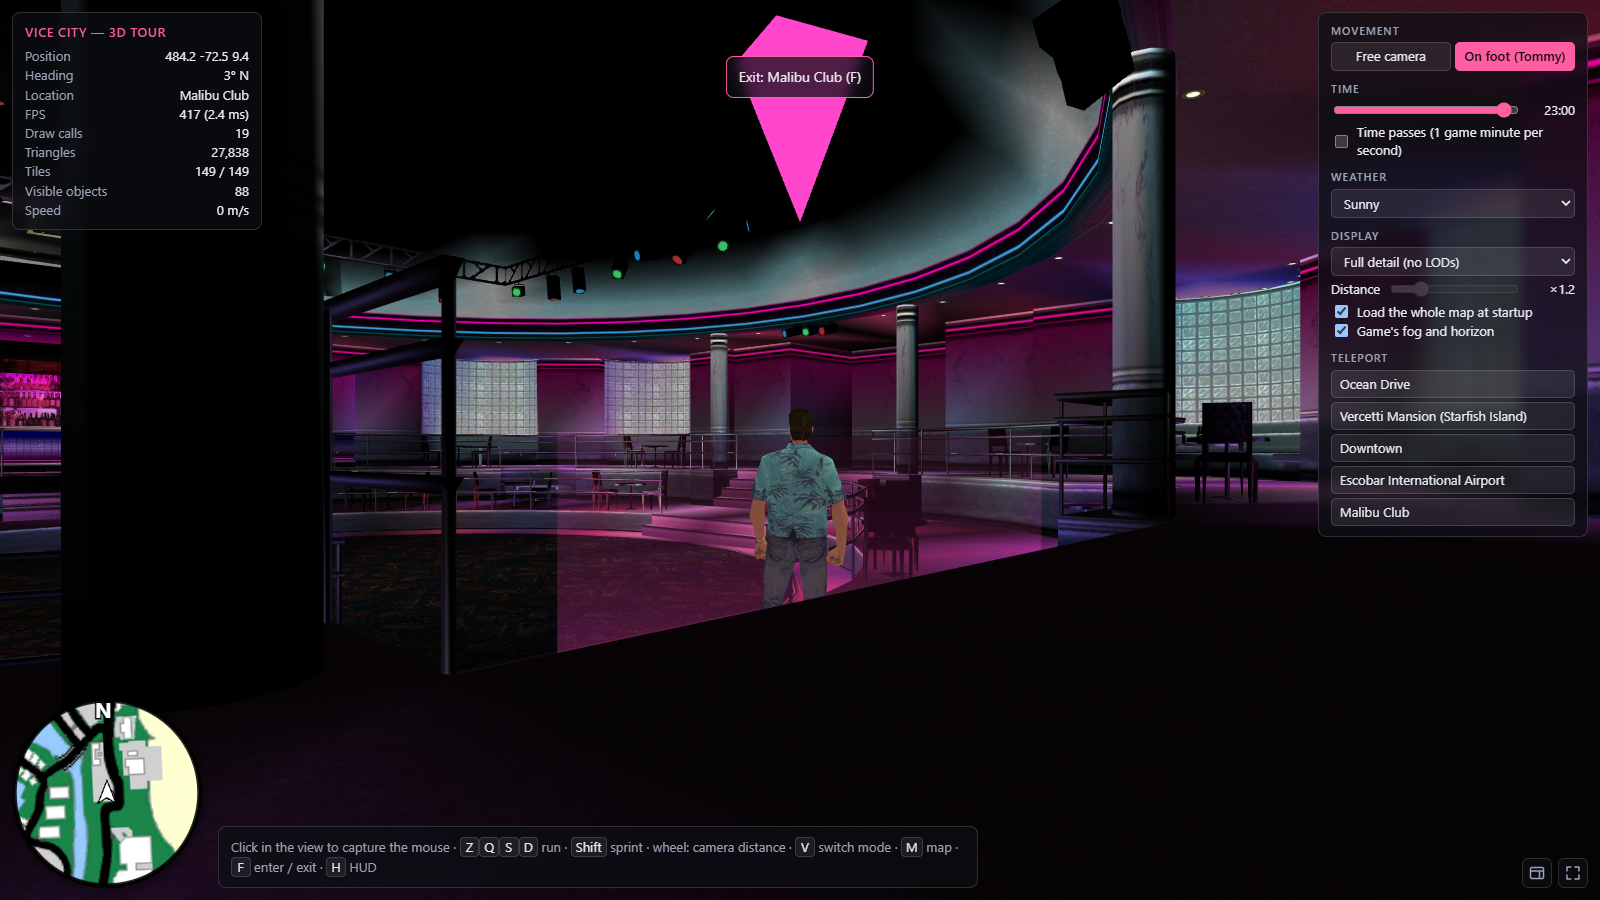 VICE CITY — 3D TOUR
Position 484.2 -72.5 9.4
Heading 3° N
Location Malibu Club
FPS 417 (2.4 ms)
Draw calls 19
Triangles 27,838
Tiles 149 / 149
Visible objects 88
Speed 0 m/s
Exit: Malibu Club (F)
MOVEMENT
Free camera On foot (Tommy)
TIME
23:00
Time passes (1 game minute per
second)
WEATHER
Sunny
DISPLAY
Full detail (no LODs)
Distance ×1.2
Load the whole map at startup
Game's fog and horizon
TELEPORT
Ocean Drive
Vercetti Mansion (Starfish Island)
Downtown
Escobar International Airport
Malibu Club
N
Click in the view to capture the mouse · Z Q S D run · Shift sprint · wheel: camera distance · V switch mode · M map ·
F enter / exit · H HUD